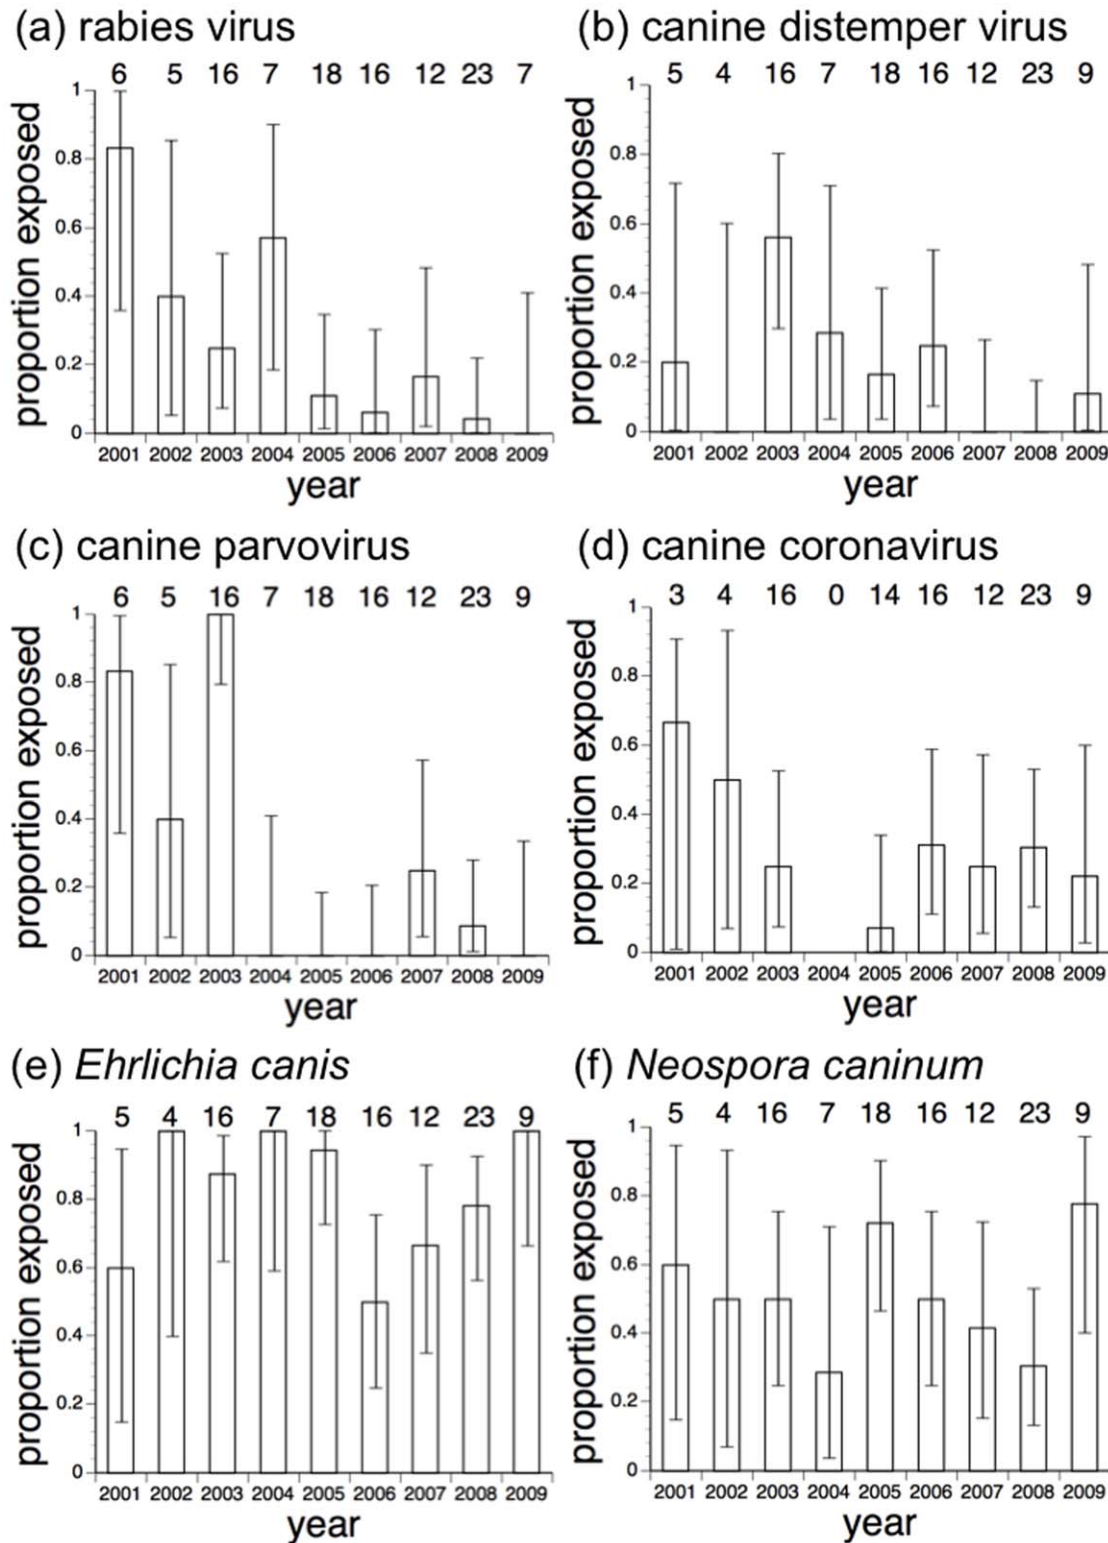 (a) rabies virus
6 5 16 7 18 16 12 23 7
proportion exposed
1
0.8
0.6
0.4
0.2
0
2001 2002 2003 2004 2005 2006 2007 2008 2009
year
(b) canine distemper virus
5 4 16 7 18 16 12 23 9
proportion exposed
1
0.8
0.6
0.4
0.2
0
2001 2002 2003 2004 2005 2006 2007 2008 2009
year
(c) canine parvovirus
6 5 16 7 18 16 12 23 9
proportion exposed
1
0.8
0.6
0.4
0.2
0
2001 2002 2003 2004 2005 2006 2007 2008 2009
year
(d) canine coronavirus
3 4 16 0 14 16 12 23 9
proportion exposed
1
0.8
0.6
0.4
0.2
0
2001 2002 2003 2004 2005 2006 2007 2008 2009
year
(e) Ehrlichia canis
5 4 16 7 18 16 12 23 9
proportion exposed
1
0.8
0.6
0.4
0.2
0
2001 2002 2003 2004 2005 2006 2007 2008 2009
year
(f) Neospora caninum
5 4 16 7 18 16 12 23 9
proportion exposed
1
0.8
0.6
0.4
0.2
0
2001 2002 2003 2004 2005 2006 2007 2008 2009
year